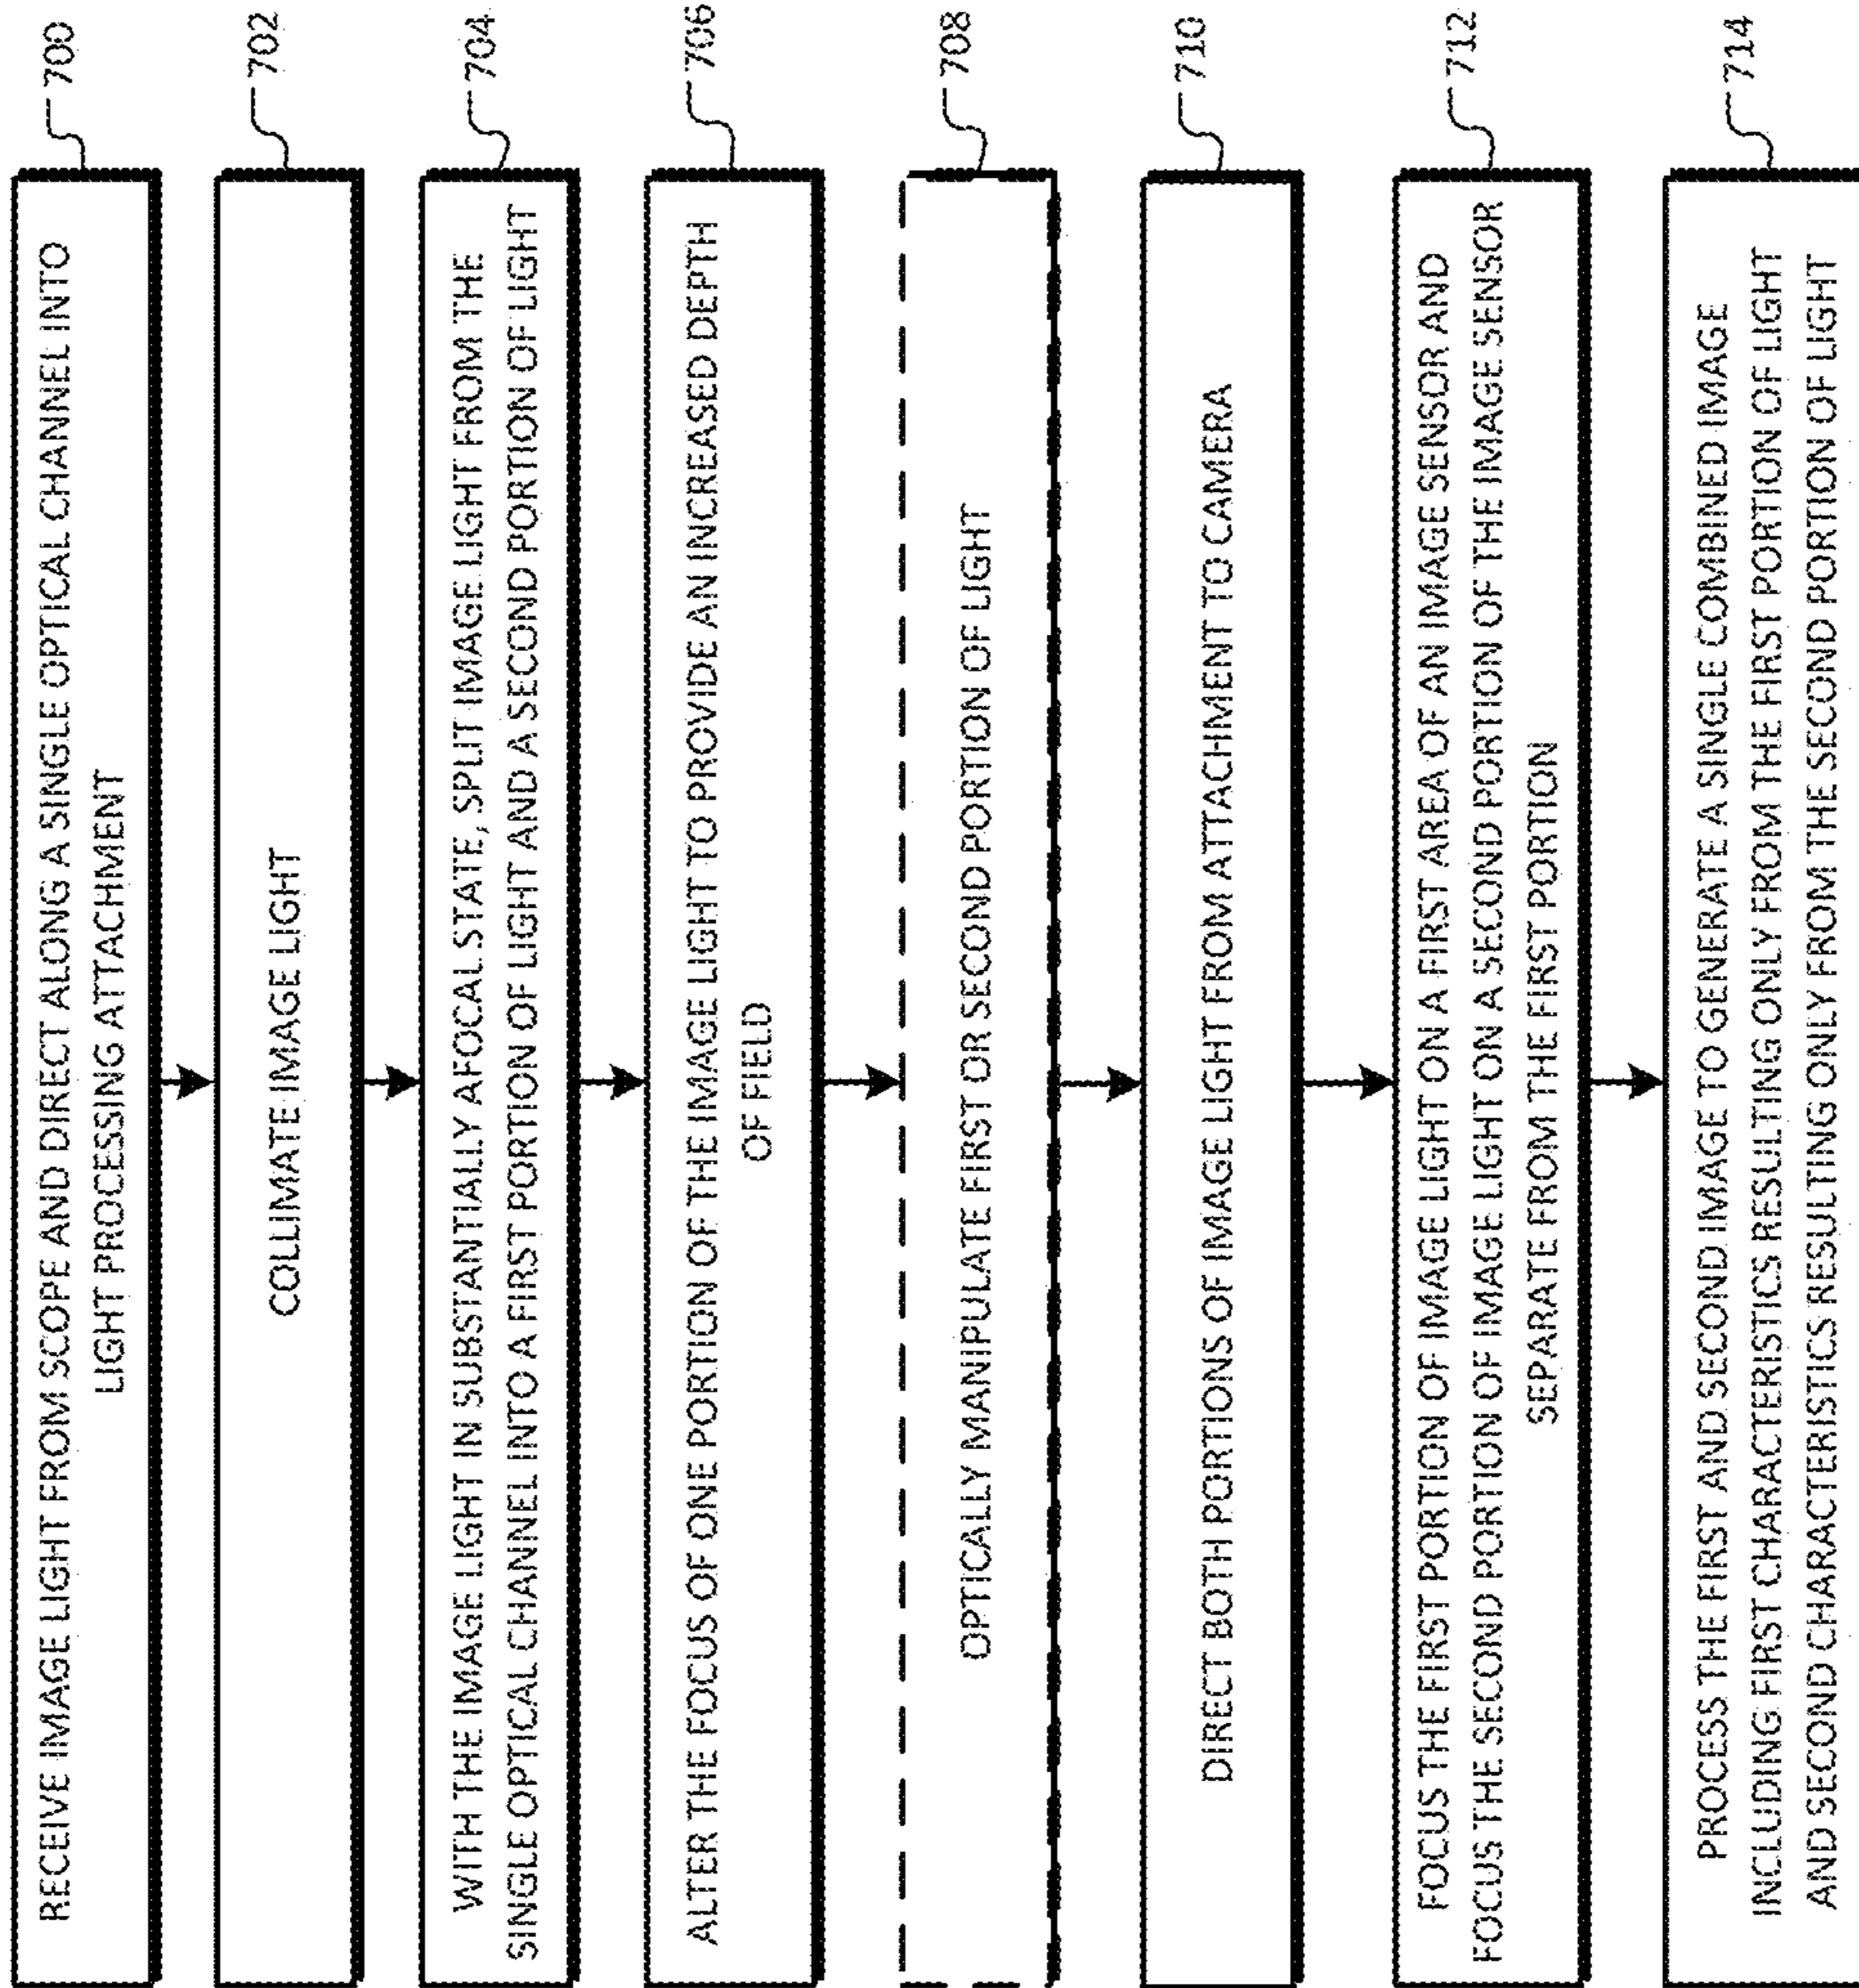 RECEIVE IMAGE LIGHT FROM SCOPE AND DIRECT ALONG A SINGLE OPTICAL CHANNEL INTO
LIGHT PROCESSING ATTACHMENT
700
COLLIMATE IMAGE LIGHT
702
WITH THE IMAGE LIGHT IN SUBSTANTIALLY AFOCAL STATE, SPLIT IMAGE LIGHT FROM THE
SINGLE OPTICAL CHANNEL INTO A FIRST PORTION OF LIGHT AND A SECOND PORTION OF LIGHT
704
ALTER THE FOCUS OF ONE PORTION OF THE IMAGE LIGHT TO PROVIDE AN INCREASED DEPTH
OF FIELD
706
OPTICALLY MANIPULATE FIRST OR SECOND PORTION OF LIGHT
708
DIRECT BOTH PORTIONS OF IMAGE LIGHT FROM ATTACHMENT TO CAMERA
710
FOCUS THE FIRST PORTION OF IMAGE LIGHT ON A FIRST AREA OF AN IMAGE SENSOR AND
FOCUS THE SECOND PORTION OF IMAGE LIGHT ON A SECOND PORTION OF THE IMAGE SENSOR
SEPARATE FROM THE FIRST PORTION
712
PROCESS THE FIRST AND SECOND IMAGE TO GENERATE A SINGLE COMBINED IMAGE
INCLUDING FIRST CHARACTERISTICS RESULTING ONLY FROM THE FIRST PORTION OF LIGHT
AND SECOND CHARACTERISTICS RESULTING ONLY FROM THE SECOND PORTION OF LIGHT
714